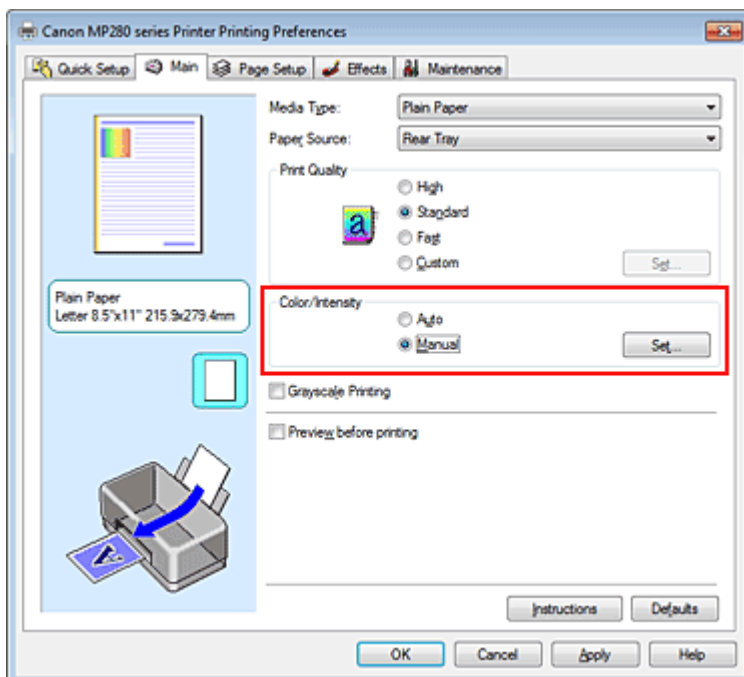 Canon MP280 series Printer Printing Preferences
Quick Setup Main Page Setup Effects Maintenance
Media Type: Plain Paper
Paper Source: Rear Tray
Print Quality
High
a Standard
Fast
Custom Set...
Plain Paper
Letter 8.5"x11" 215.9x279.4mm
Color/Intensity
Auto
Manual Set...
Grayscale Printing
Preview before printing
A
Instructions Defaults
OK Cancel Apply Help